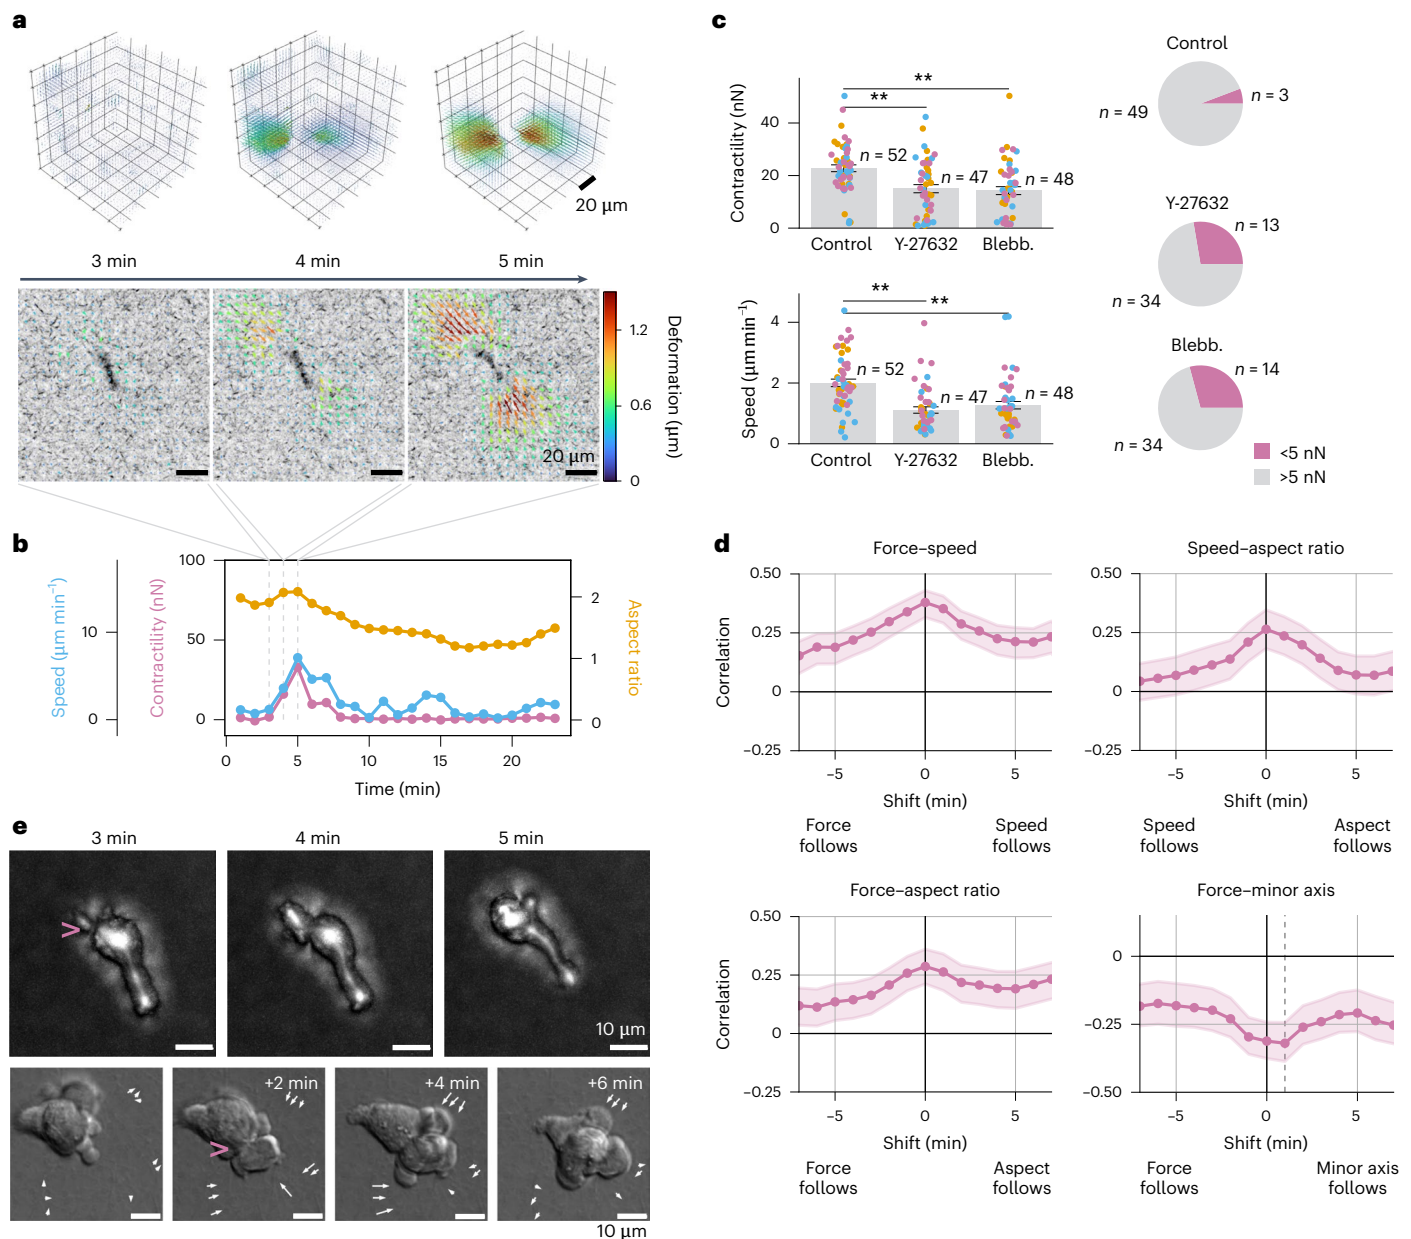 a
20 µm
3 min
4 min
5 min
20 µm
1.2
0.6
0
Deformation (µm)
b
Speed (µm min⁻¹)
10
0
Contractility (nN)
100
50
0
2
1
0
Aspect ratio
0
5
10
15
20
Time (min)
c
Contractility (nN)
40
20
0
**
**
n = 52
n = 47
n = 48
Control
Y-27632
Blebb.
Speed (µm min⁻¹)
4
2
0
**
**
n = 52
n = 47
n = 48
Control
Y-27632
Blebb.
Control
n = 3
n = 49
Y-27632
n = 13
n = 34
Blebb.
n = 14
n = 34
<5 nN
>5 nN
d
Force–speed
Correlation
0.50
0.25
0
−0.25
−5
0
5
Shift (min)
Force
follows
Speed
follows
Speed–aspect ratio
0.50
0.25
0
−0.25
−5
0
5
Shift (min)
Speed
follows
Aspect
follows
Force–aspect ratio
Correlation
0.50
0.25
0
−0.25
−5
0
5
Shift (min)
Force
follows
Aspect
follows
Force–minor axis
0
−0.25
−0.50
−5
0
5
Shift (min)
Force
follows
Minor axis
follows
e
3 min
4 min
5 min
10 µm
+2 min
+4 min
+6 min
10 µm